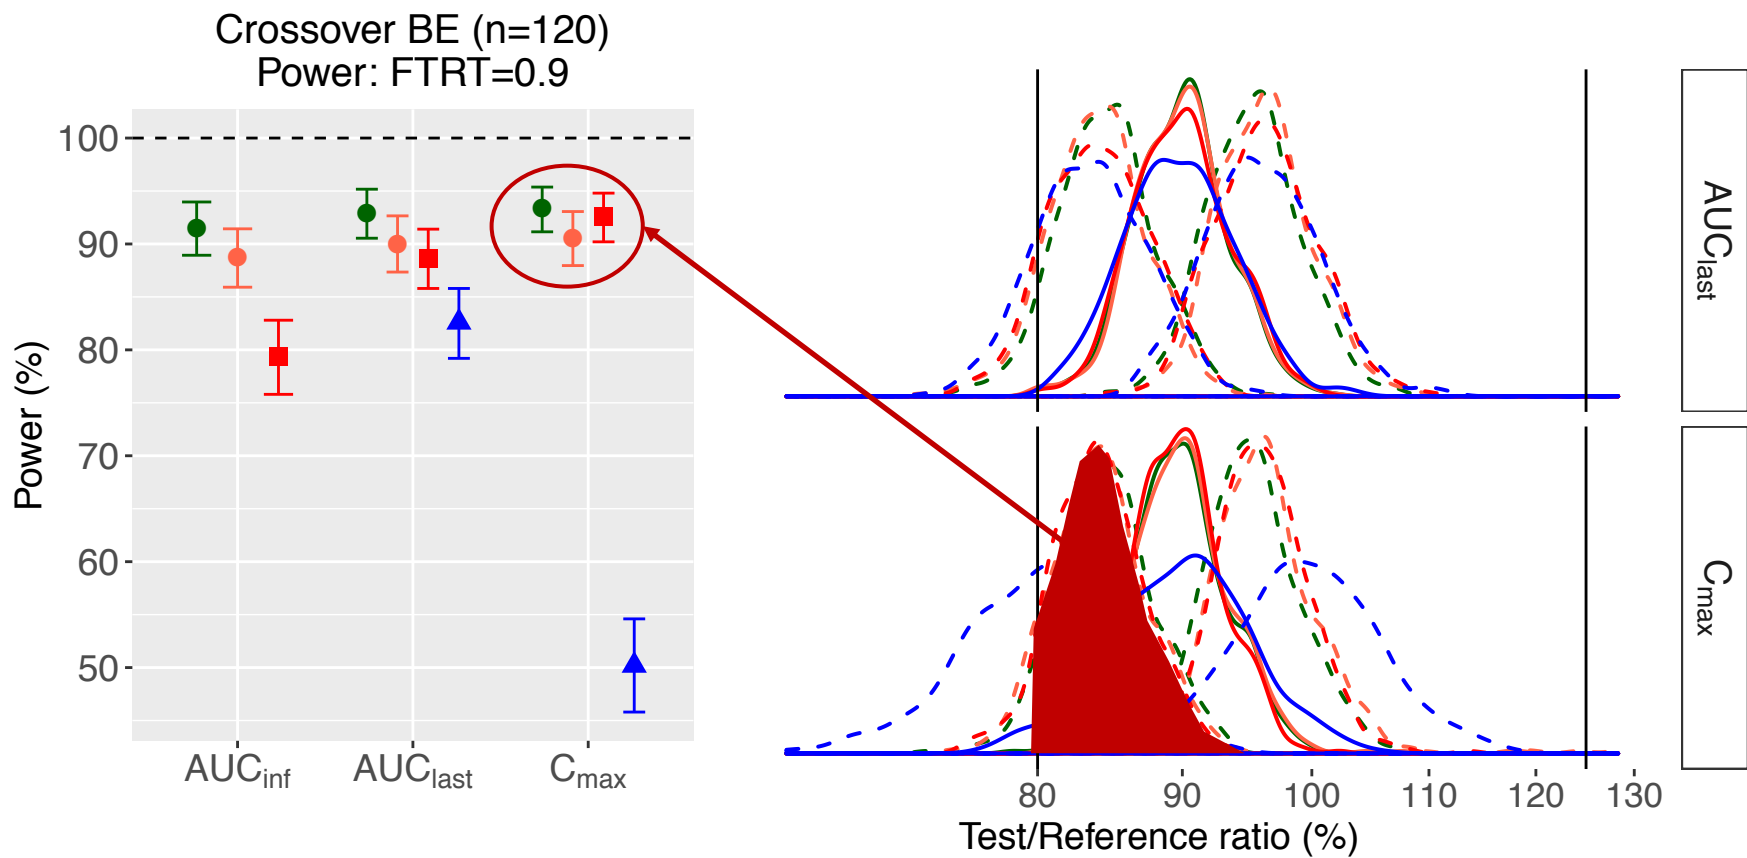 Crossover BE (n=120)
Power: FTRT=0.9
Power (%)
100
90
80
70
60
50
AUCinf
AUClast
Cmax
AUClast
Cmax
80
90
100
110
120
130
Test/Reference ratio (%)